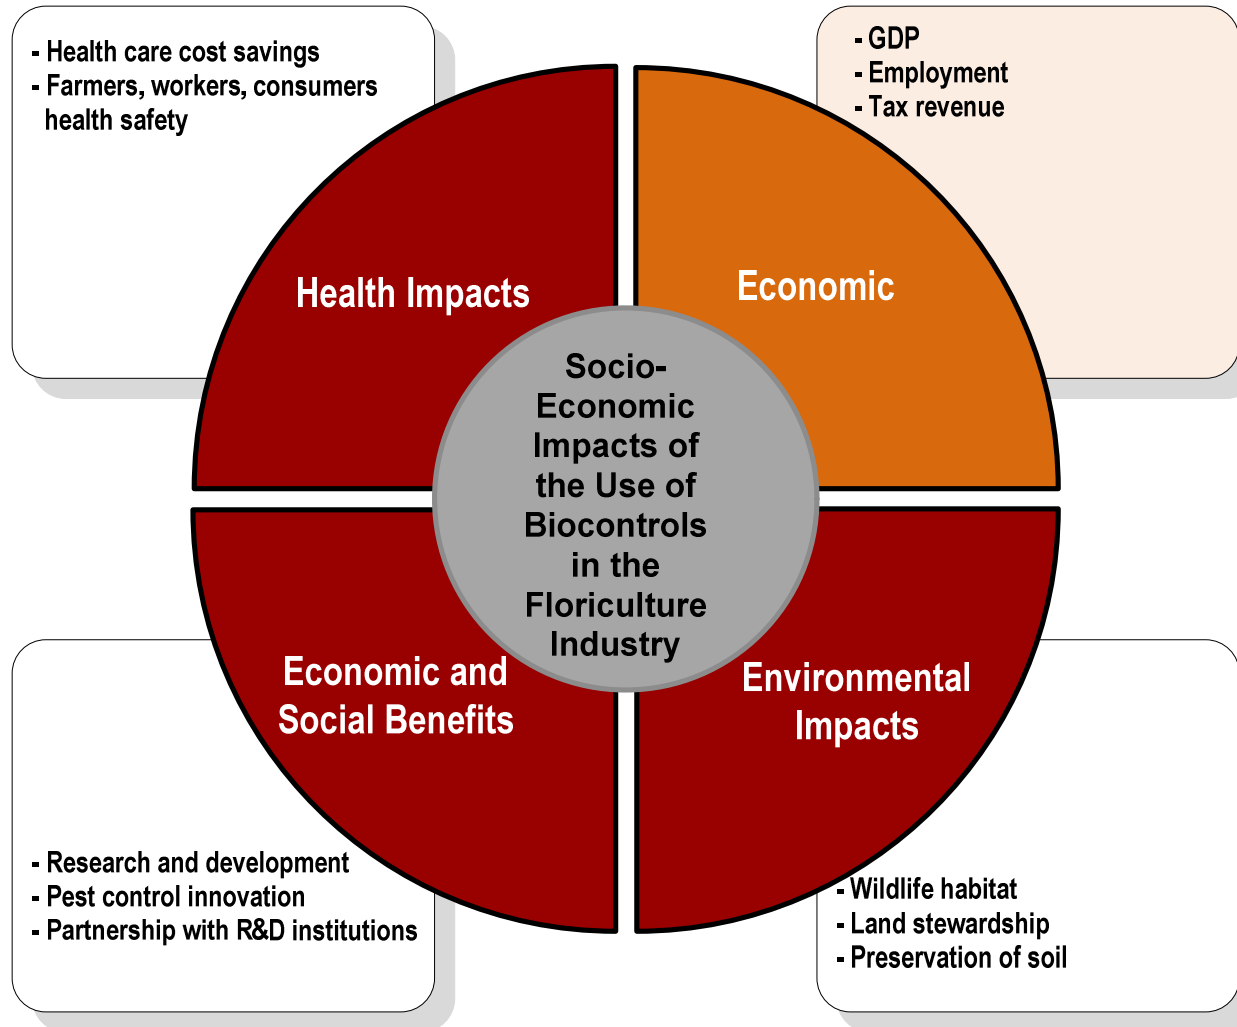 - Health care cost savings
- Farmers, workers, consumers
health safety
- GDP
- Employment
- Tax revenue
Health Impacts
Economic
Socio-
Economic
Impacts of
the Use of
Biocontrols
in the
Floriculture
Industry
Economic and
Social Benefits
Environmental
Impacts
- Research and development
- Pest control innovation
- Partnership with R&D institutions
- Wildlife habitat
- Land stewardship
- Preservation of soil